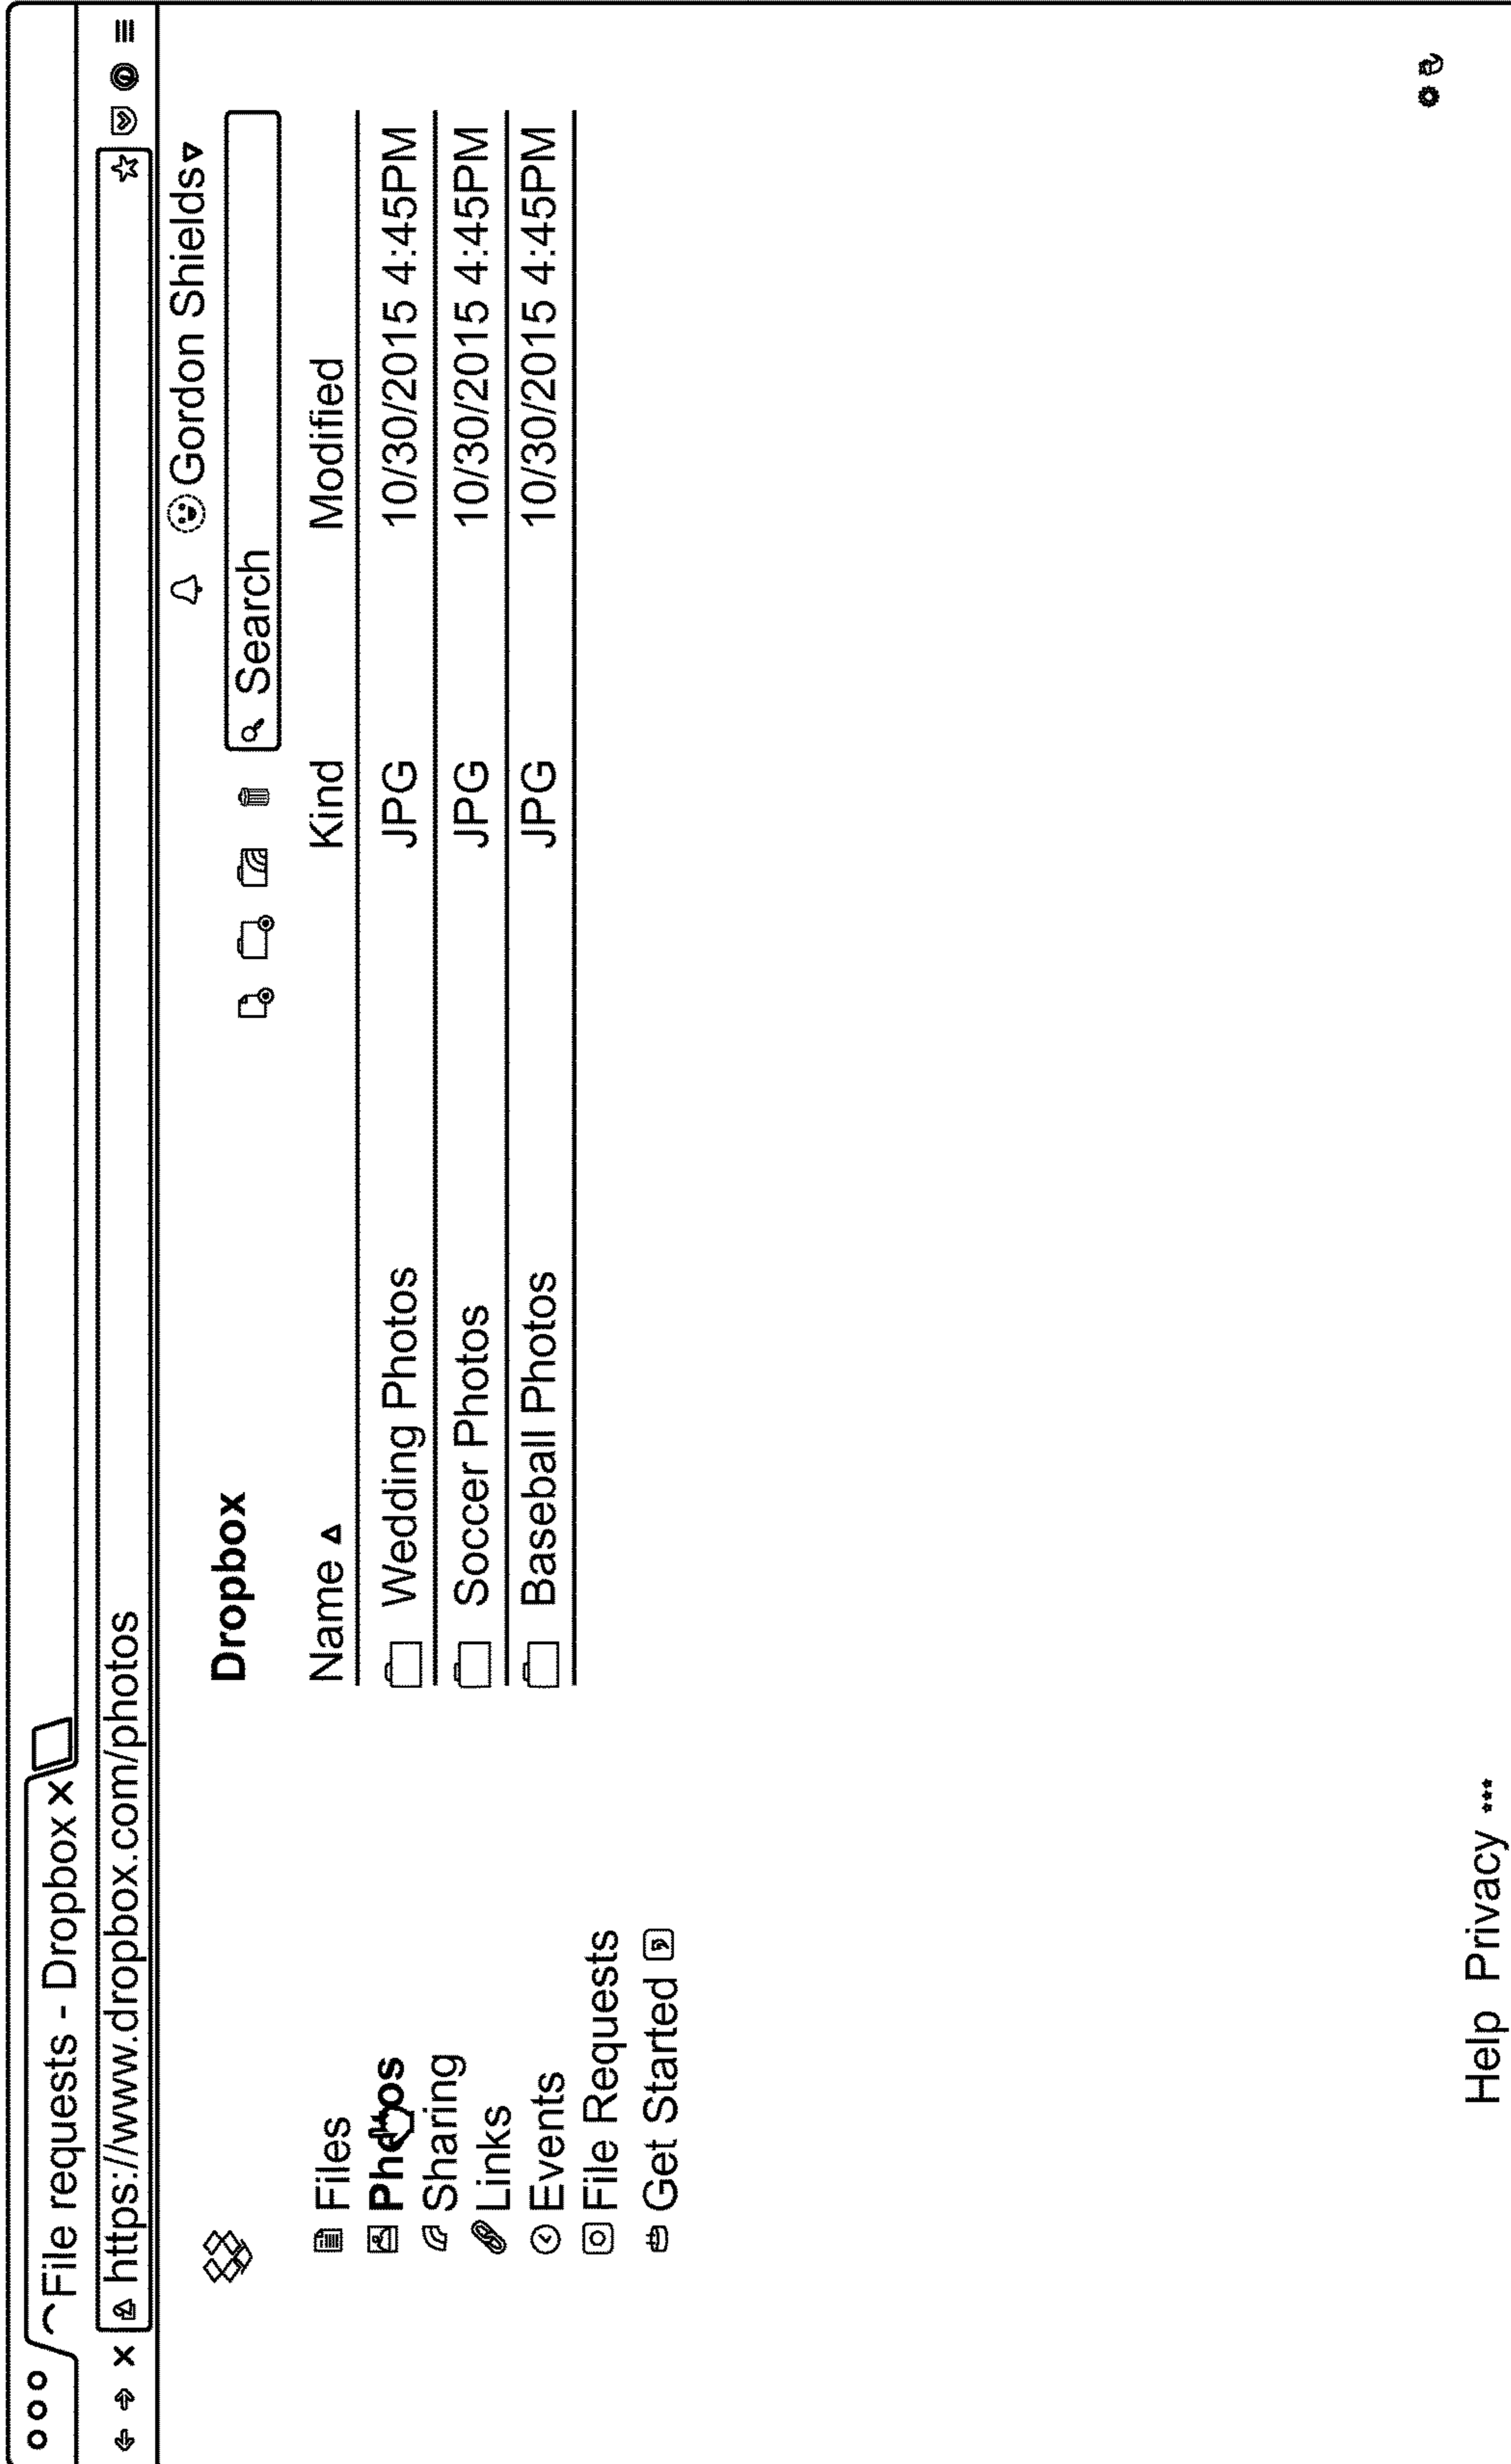 File requests - Dropbox
https://www.dropbox.com/photos
Gordon Shields
Dropbox
Search
Name Kind Modified
Wedding Photos JPG 10/30/2015 4:45PM
Soccer Photos JPG 10/30/2015 4:45PM
Baseball Photos JPG 10/30/2015 4:45PM
Files
Photos
Sharing
Links
Events
File Requests
Get Started
Help Privacy